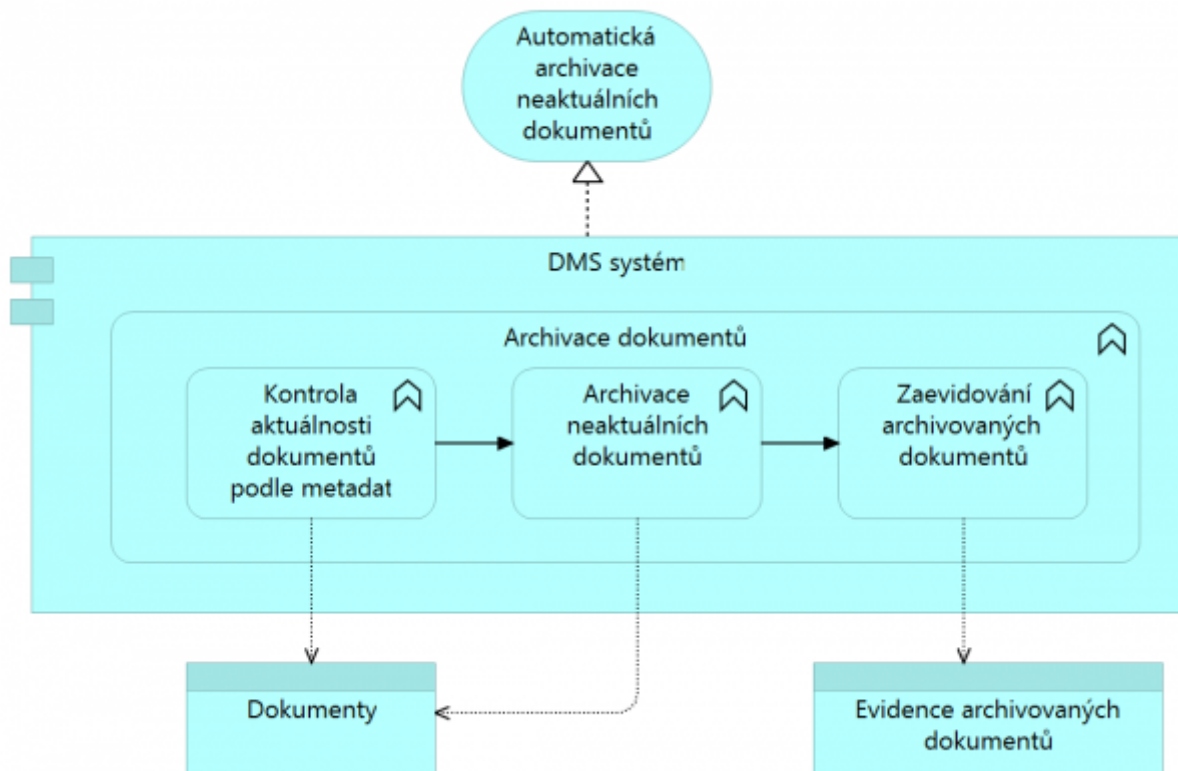 Automatická
archivace
neaktuálních
dokumentů
DMS systém
Archivace dokumentů
Kontrola
aktuálnosti
dokumentů
podle metadat
Archivace
neaktuálních
dokumentů
Zaevidování
archivovaných
dokumentů
Dokumenty
Evidence archivovaných
dokumentů